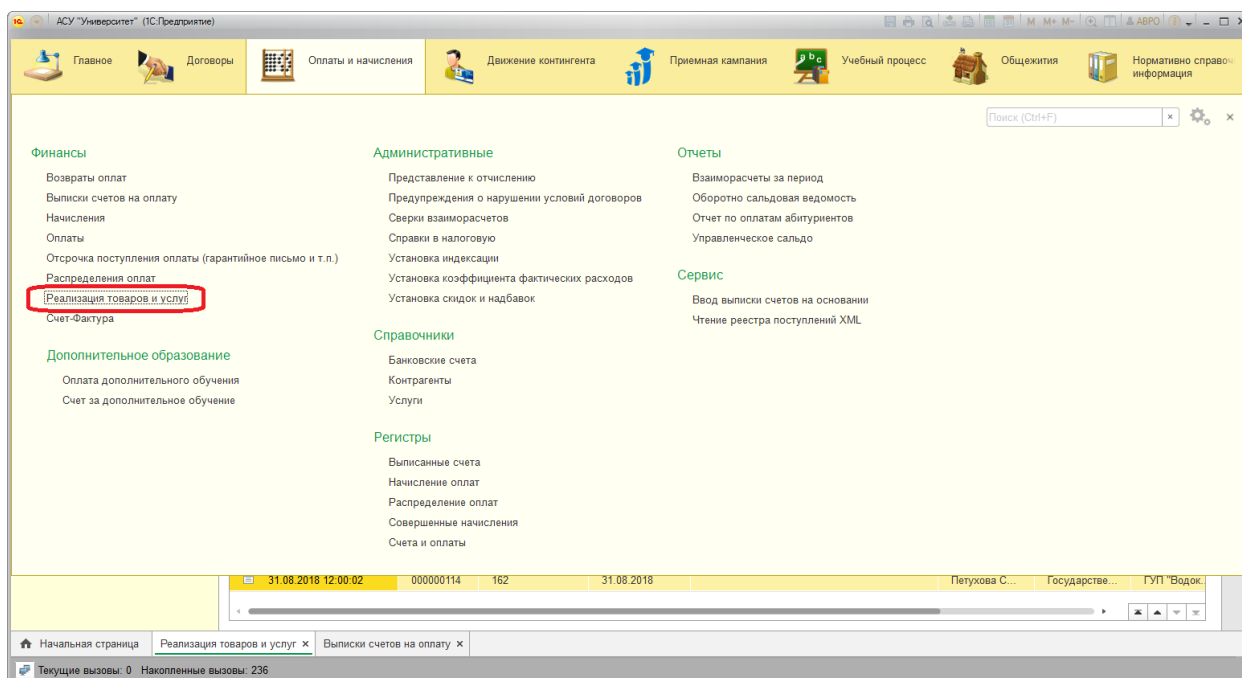 АСУ "Университет" (1С:Предприятие)
M M+ M- АВРО
Главное
Договоры
Оплаты и начисления
Движение контингента
Приемная кампания
Учебный процесс
Общежития
Нормативно справоч
информация
Поиск (Ctrl+F)
Финансы
Возвраты оплат
Выписки счетов на оплату
Начисления
Оплаты
Отсрочка поступления оплаты (гарантийное письмо и т.п.)
Распределения оплат
Реализация товаров и услуг
Счет-Фактура
Дополнительное образование
Оплата дополнительного обучения
Счет за дополнительное обучение
Административные
Представление к отчислению
Предупреждения о нарушении условий договоров
Сверки взаиморасчетов
Справки в налоговую
Установка индексации
Установка коэффициента фактических расходов
Установка скидок и надбавок
Справочники
Банковские счета
Контрагенты
Услуги
Регистры
Выписанные счета
Начисление оплат
Распределение оплат
Совершенные начисления
Счета и оплаты
Отчеты
Взаиморасчеты за период
Оборотно сальдовая ведомость
Отчет по оплатам абитуриентов
Управленческое сальдо
Сервис
Ввод выписки счетов на основании
Чтение реестра поступлений XML
31.08.2018 12:00:02 000000114 162 31.08.2018 Петухова С... Государстве... ГУП "Водок..
Начальная страница Реализация товаров и услуг × Выписки счетов на оплату ×
Текущие вызовы: 0 Накопленные вызовы: 236